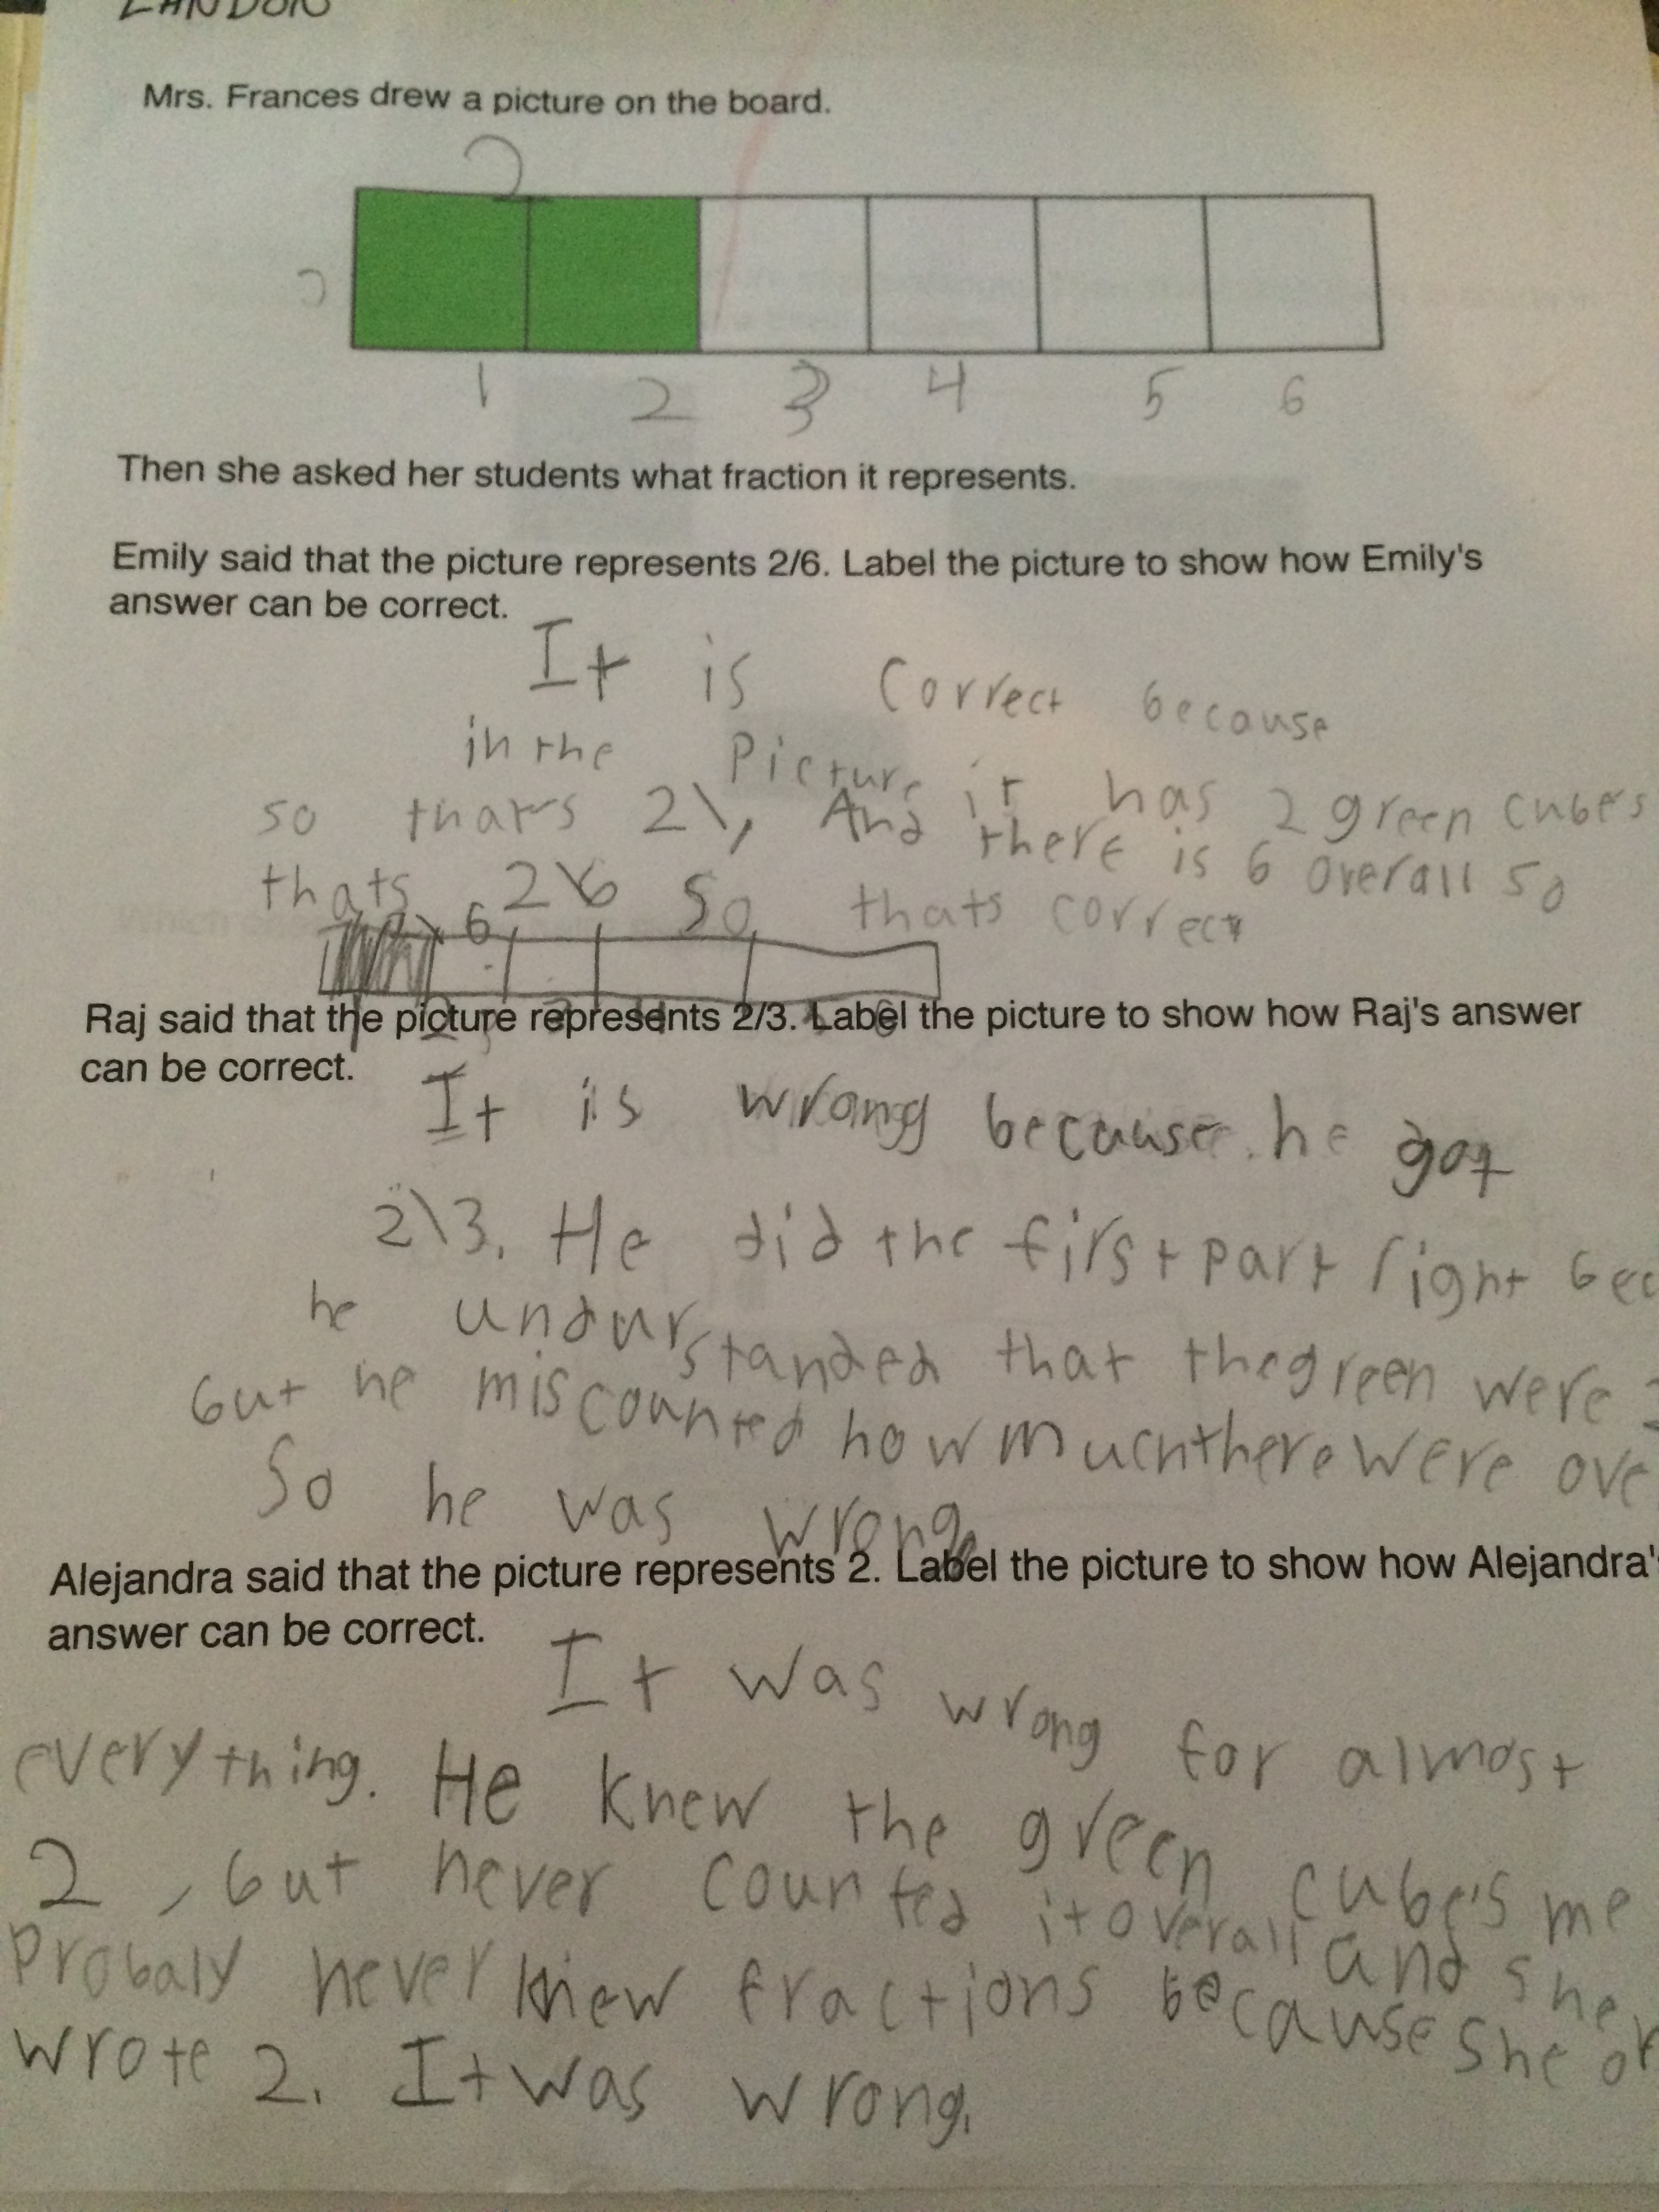 LANDON
Mrs. Frances drew a picture on the board.
2
1 2 3 4 5 6
Then she asked her students what fraction it represents.
Emily said that the picture represents 2/6. Label the picture to show how Emily's
answer can be correct.
It is correct because
in the Picture it has 2 green cubes
so thats 2\, And there is 6 overall so
thats 2\6 So thats correct
6
Raj said that the picture represents 2/3. Label the picture to show how Raj's answer
can be correct.
It is wrong because he got
2\3. He did the first part right bec
he undurstanded that the green were 2
but he miscounted how much there were ove
So he was wrong
Alejandra said that the picture represents 2. Label the picture to show how Alejandra's
answer can be correct.
It was wrong for almost
everything. He knew the green cube's me
2, but never counted it overall and she
Probaly never knew fractions because she
wrote 2. It was wrong.